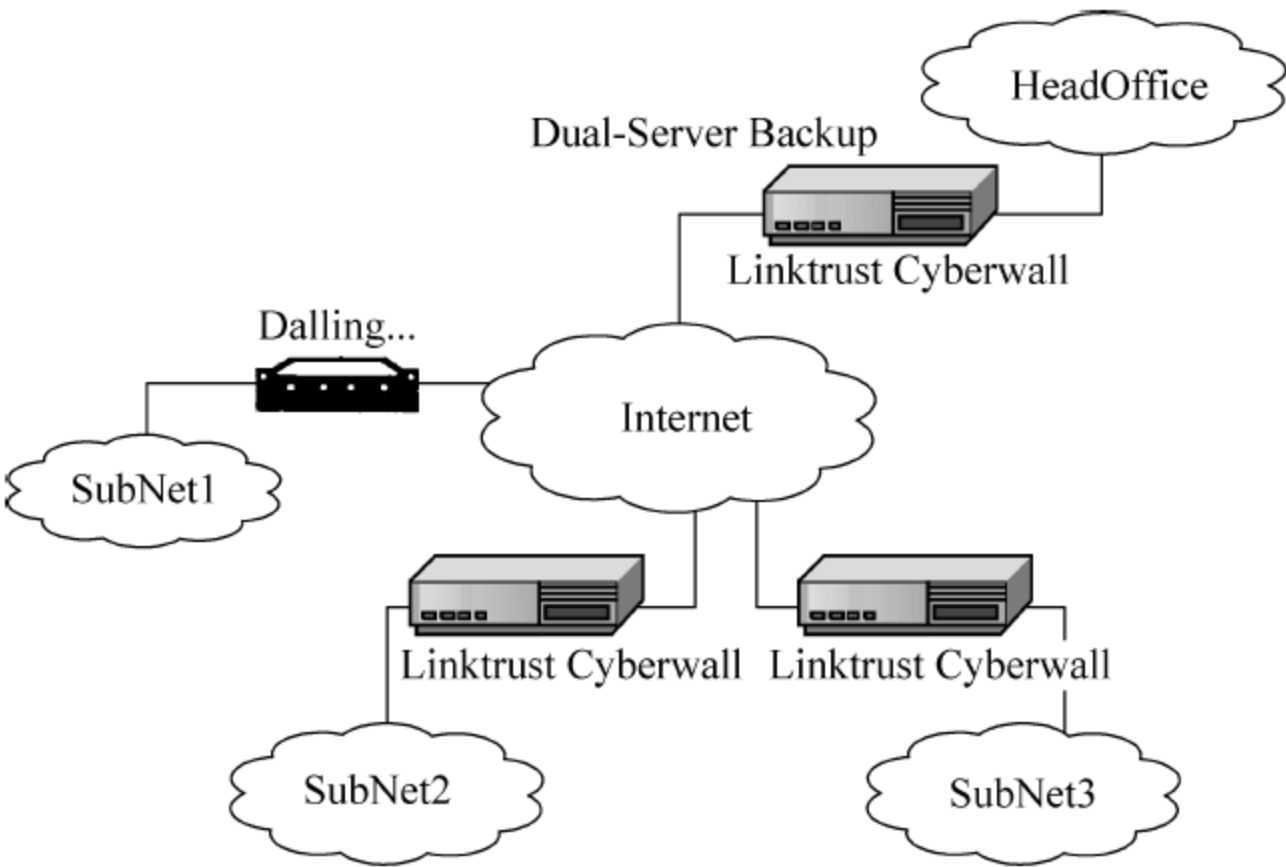 HeadOffice
Dual-Server Backup
Linktrust Cyberwall
Dalling...
Internet
SubNet1
Linktrust Cyberwall
Linktrust Cyberwall
SubNet2
SubNet3